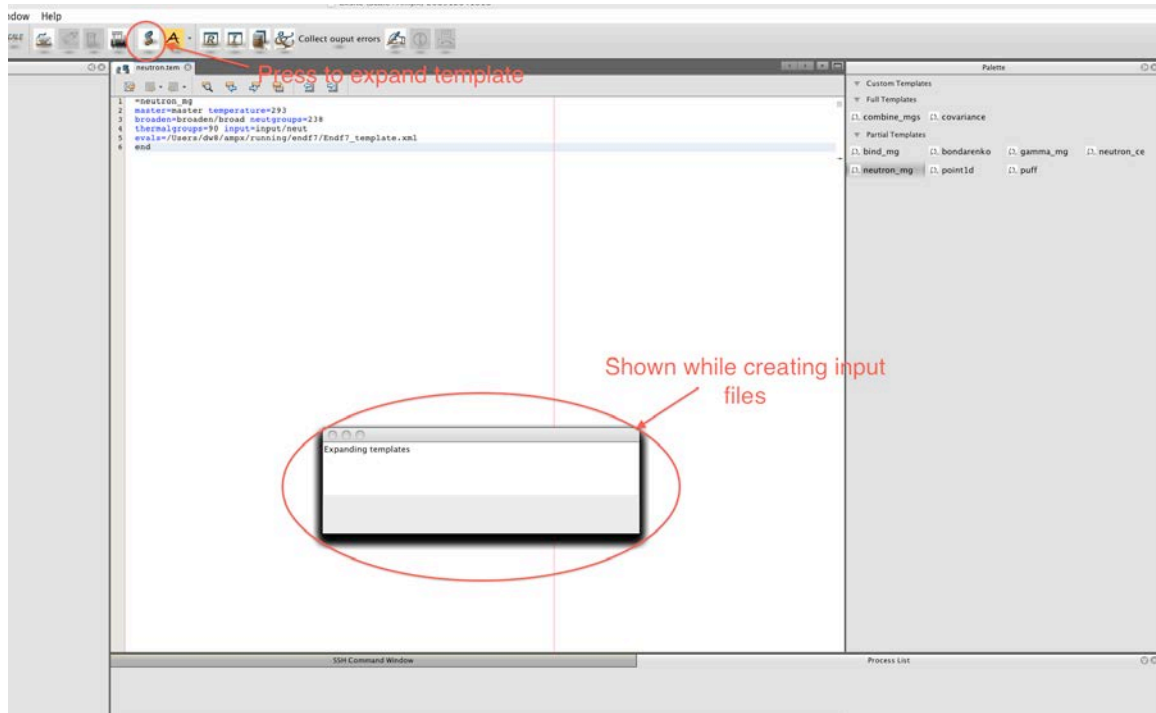 ndow Help
Collect ouput errors
neutron.tem
Press to expand template
Palette
1 =neutron_mg
2 master=master temperature=293
3 broaden=broaden/broad neutgroups=238
4 thermalgroups=90 input=input/neut
5 evals=/Users/dw8/ampx/running/endf7/Endf7_template.xml
6 end
Custom Templates
Full Templates
combine_mgs covariance
Partial Templates
bind_mg bondarenko gamma_mg neutron_ce
neutron_mg point1d puff
Shown while creating input
files
Expanding templates
SSH Command Window
Process List